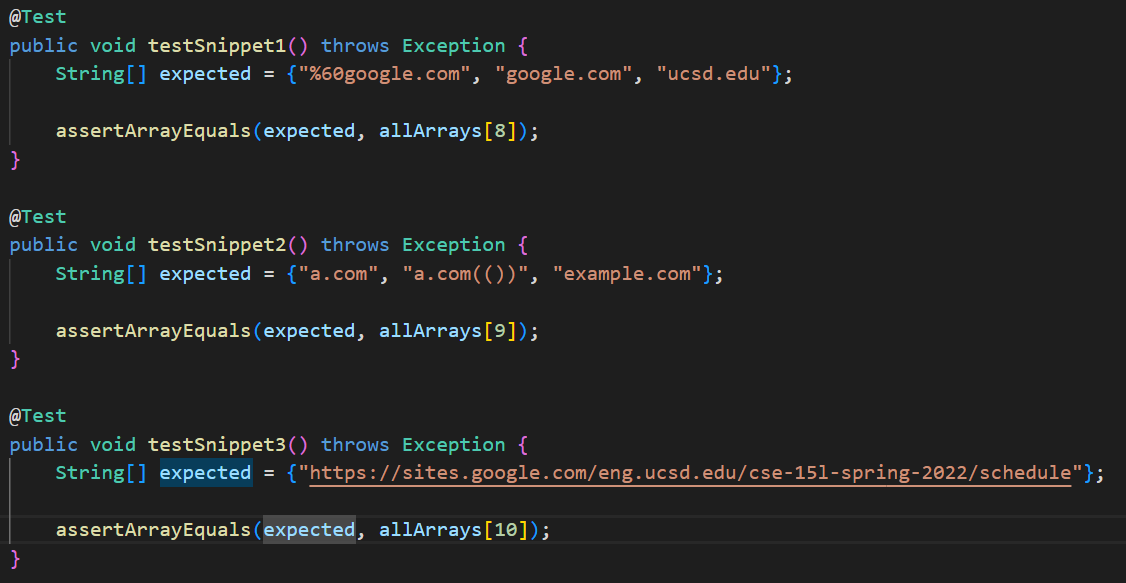 @Test
public void testSnippet1() throws Exception {
    String[] expected = {"%60google.com", "google.com", "ucsd.edu"};

    assertArrayEquals(expected, allArrays[8]);
}

@Test
public void testSnippet2() throws Exception {
    String[] expected = {"a.com", "a.com(())", "example.com"};

    assertArrayEquals(expected, allArrays[9]);
}

@Test
public void testSnippet3() throws Exception {
    String[] expected = {"https://sites.google.com/eng.ucsd.edu/cse-15l-spring-2022/schedule"};

    assertArrayEquals(expected, allArrays[10]);
}